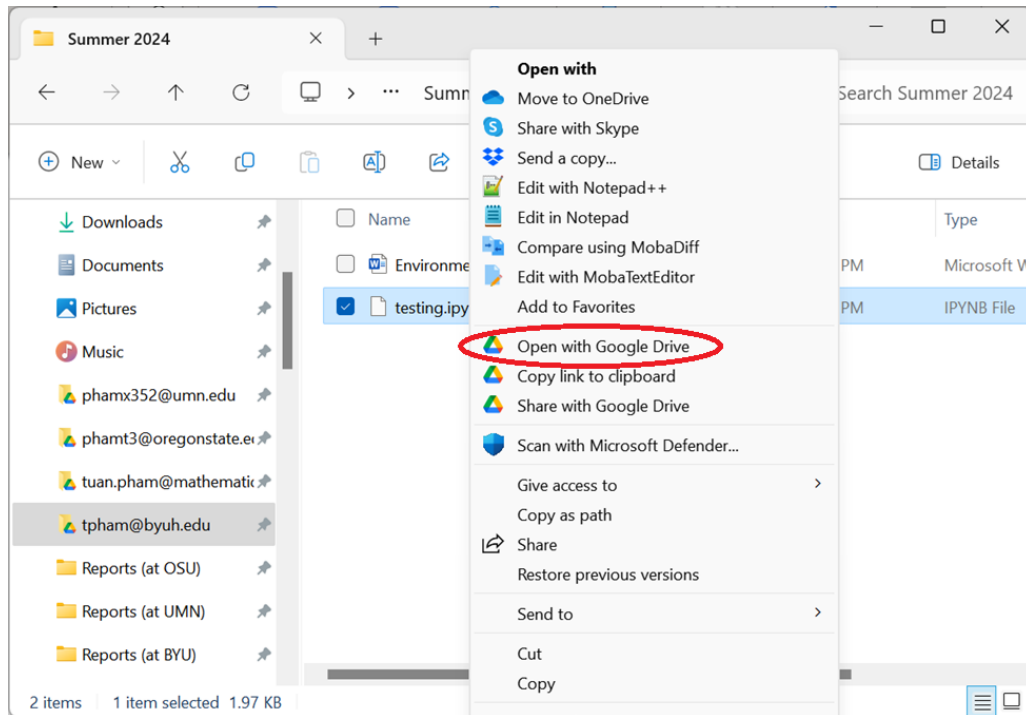 Summer 2024
Summ
Search Summer 2024
New
Details
Downloads
Documents
Pictures
Music
phamx352@umn.edu
phamt3@oregonstate.e
tuan.pham@mathematic
tpham@byuh.edu
Reports (at OSU)
Reports (at UMN)
Reports (at BYU)
Name
Type
Environme
PM
Microsoft W
testing.ipy
PM
IPYNB File
Open with
Move to OneDrive
Share with Skype
Send a copy...
Edit with Notepad++
Edit in Notepad
Compare using MobaDiff
Edit with MobaTextEditor
Add to Favorites
Open with Google Drive
Copy link to clipboard
Share with Google Drive
Scan with Microsoft Defender...
Give access to
Copy as path
Share
Restore previous versions
Send to
Cut
Copy
2 items
1 item selected 1.97 KB